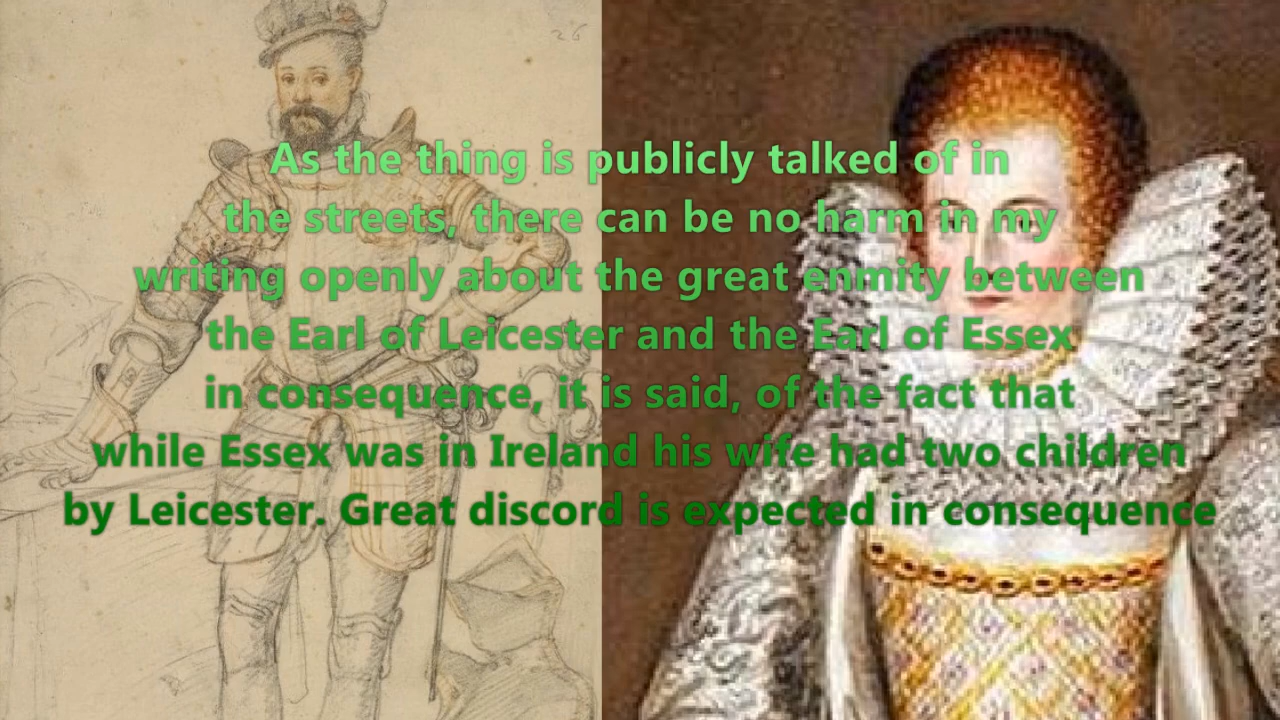 26
As the thing is publicly talked of in
the streets, there can be no harm in my
writing openly about the great enmity between
the Earl of Leicester and the Earl of Essex
in consequence, it is said, of the fact that
while Essex was in Ireland his wife had two children
by Leicester. Great discord is expected in consequence